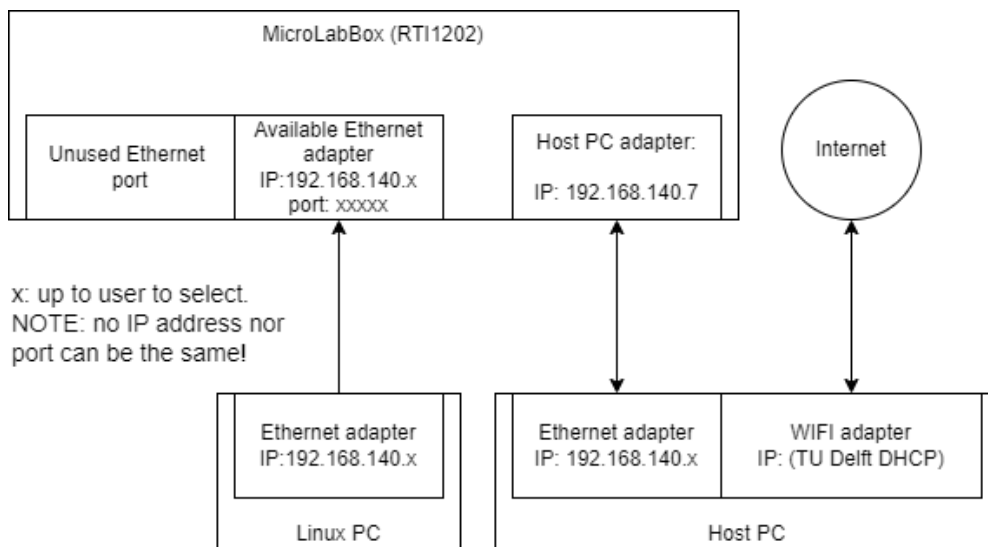 MicroLabBox (RTI1202)
Unused Ethernet
port
Available Ethernet
adapter
IP:192.168.140.x
port: xxxxx
Host PC adapter:
IP: 192.168.140.7
Internet
x: up to user to select.
NOTE: no IP address nor
port can be the same!
Ethernet adapter
IP:192.168.140.x
Linux PC
Ethernet adapter
IP: 192.168.140.x
WIFI adapter
IP: (TU Delft DHCP)
Host PC